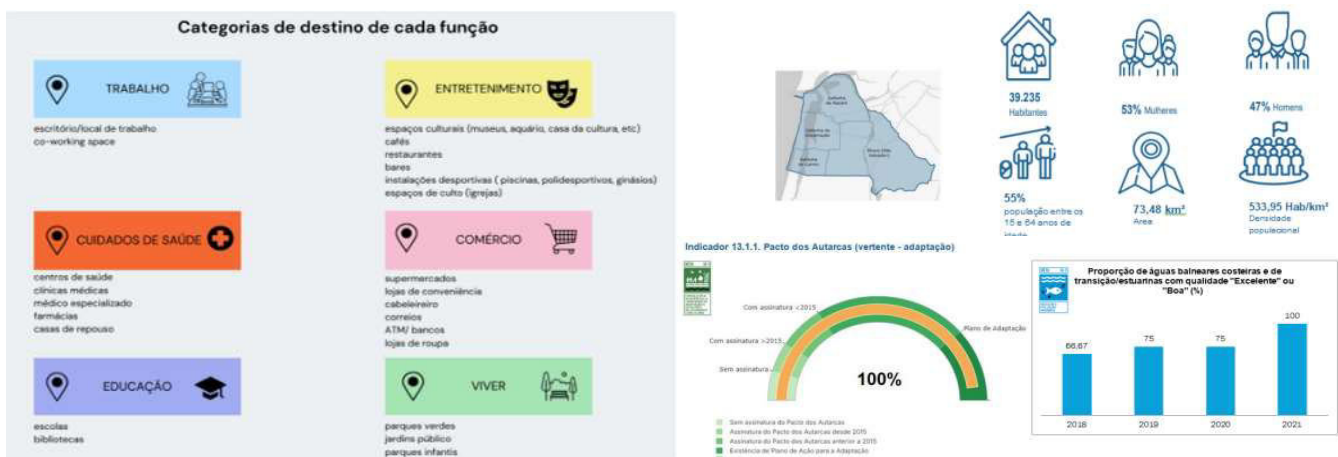 Categorias de destino de cada função
TRABALHO
escritório/local de trabalho
co-working space
ENTRETENIMENTO
espaços culturais (museus, aquário, casa da cultura, etc)
cafés
restaurantes
bares
instalações desportivas ( piscinas, polidesportivos, ginásios)
espaços de culto (igrejas)
CUIDADOS DE SAÚDE
centros de saúde
clínicas médicas
médico especializado
farmácias
casas de repouso
COMÉRCIO
supermercados
lojas de conveniência
cabeleireiro
correios
ATM/ bancos
lojas de roupa
EDUCAÇÃO
escolas
bibliotecas
VIVER
parques verdes
jardins público
parques infantis
39.235
Habitantes
53% Mulheres
47% Homens
55%
população entre os
15 e 64 anos de
idade
73,48 km²
Area
533,95 Hab/km²
Densidade
populacional
Indicador 13.1.1. Pacto dos Autarcas (vertente - adaptação)
Com assinatura <2015
Com assinatura >2015
Sem assinatura
Plano de Adaptação
100%
Sem assinatura do Pacto dos Autarcas
Assinatura do Pacto dos Autarcas desde 2015
Assinatura do Pacto dos Autarcas anterior a 2015
Existência de Plano de Ação para a Adaptação
Proporção de águas balneares costeiras e de
transição/estuarinas com qualidade "Excelente" ou
"Boa" (%)
66.67
75
75
100
2018
2019
2020
2021